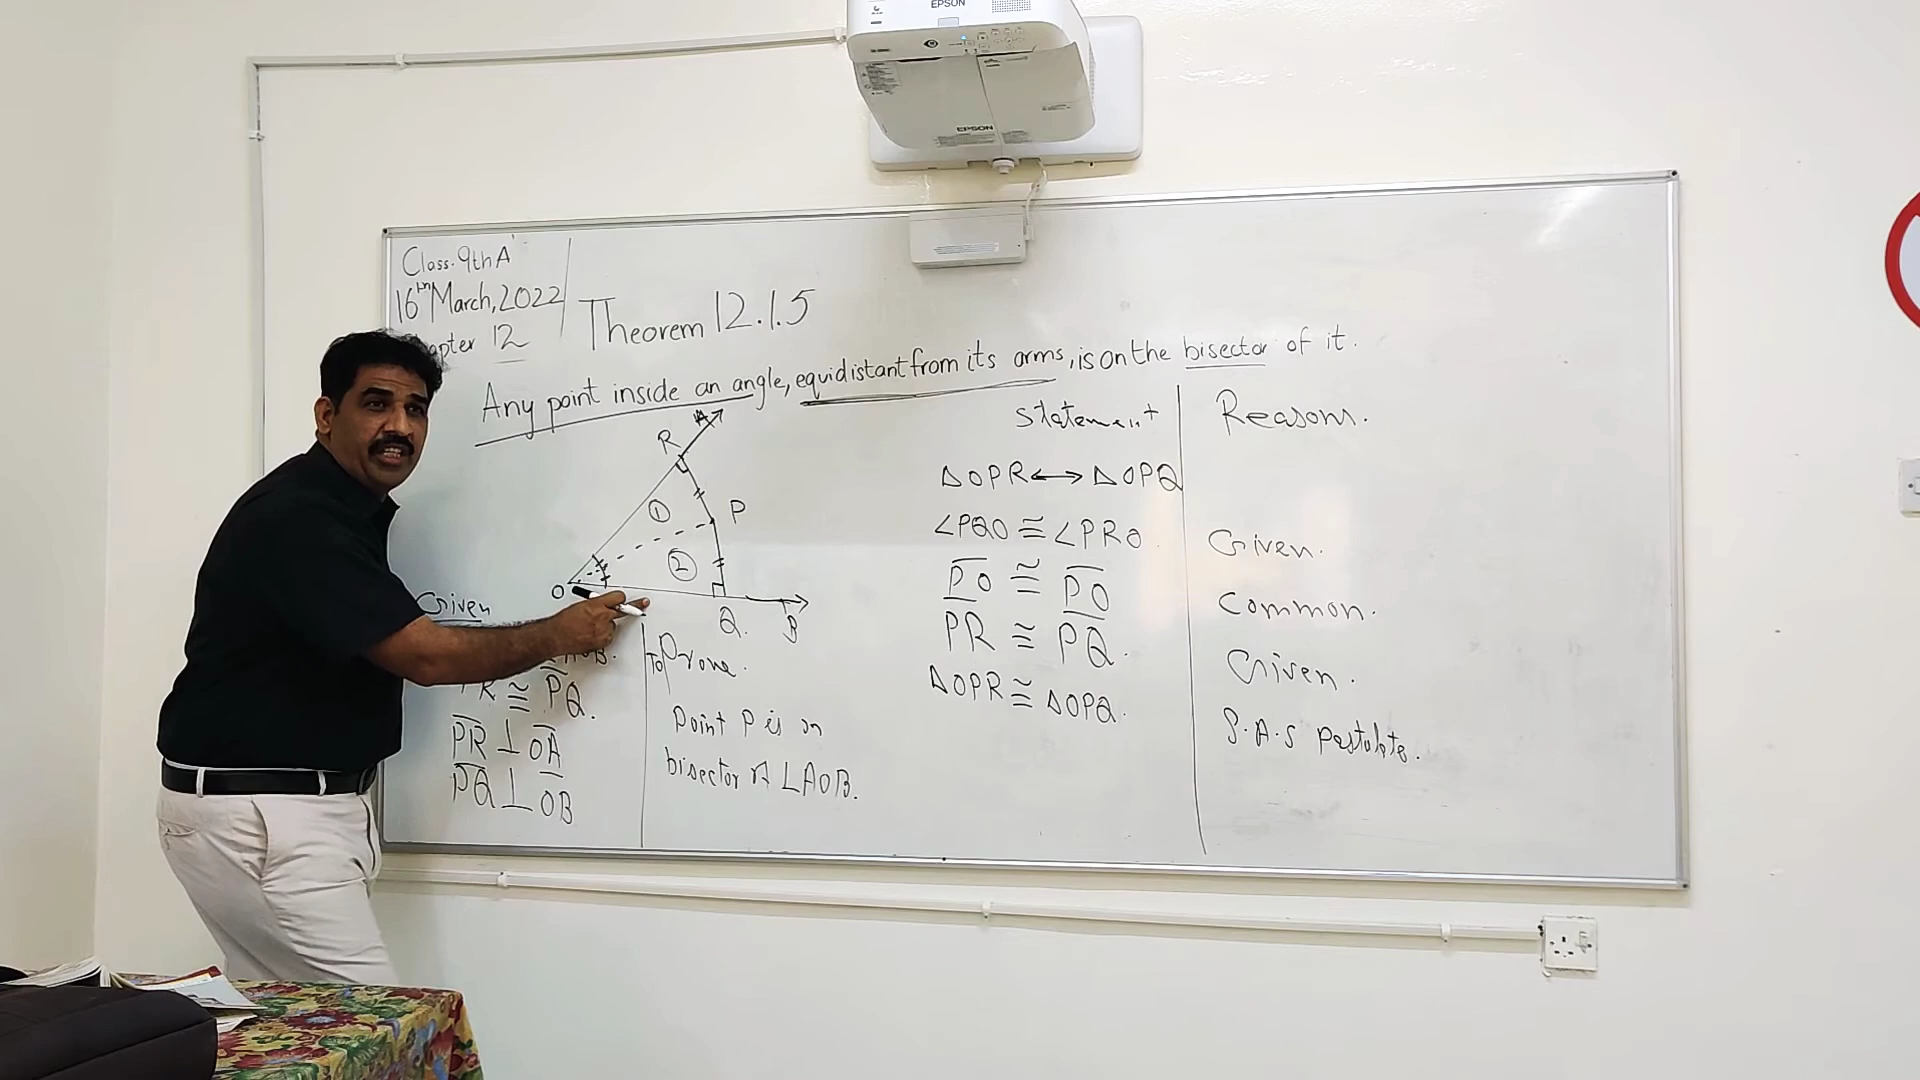 EPSON
EPSON
Class. 9th A
16th March, 2022
12
Theorem 12.1.5
Any point inside an angle, equidistant from its arms, is on the bisector of it.
A
R
P
1
2
O
Q
B
Given
PR ≅ PQ.
PR ⊥ OA
PQ ⊥ OB
To Prove.
Point P is on
bisector of ∠AOB.
Statement
Reasons.
ΔOPR ↔ ΔOPQ
∠PQO ≅ ∠PRO
Given.
PO ≅ PO
Common.
PR ≅ PQ.
Given.
ΔOPR ≅ ΔOPQ.
S.A.S Postulate.